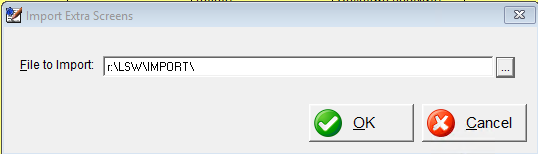 Import Extra Screens
File to Import: r:\LSW\IMPORT\ ...
OK Cancel